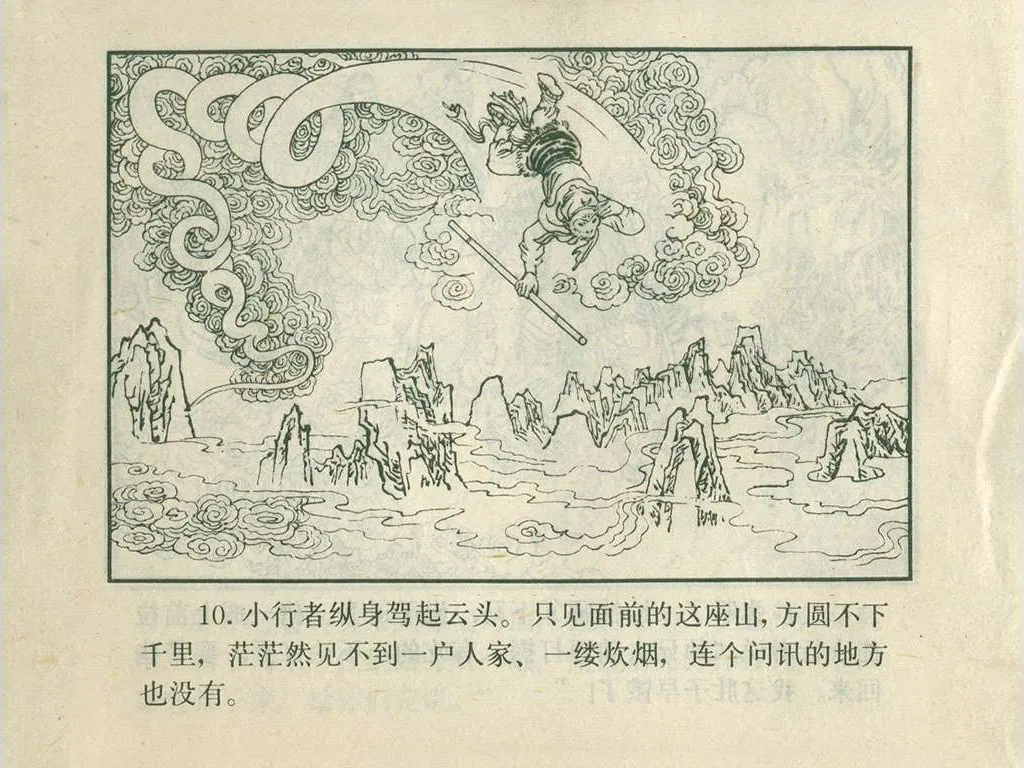 10. 小行者纵身驾起云头。只见面前的这座山,方圆不下
千里，茫茫然见不到一户人家、一缕炊烟，连个问讯的地方
也没有。